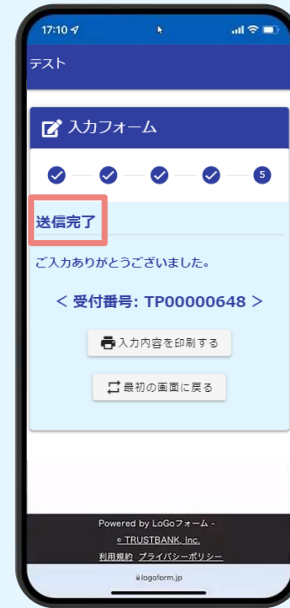 17:10
テスト
入力フォーム
5
送信完了
ご入力ありがとうございました。
< 受付番号: TP00000648 >
入力内容を印刷する
最初の画面に戻る
Powered by LoGoフォーム -
© TRUSTBANK, Inc.
利用規約 プライバシーポリシー
logoform.jp